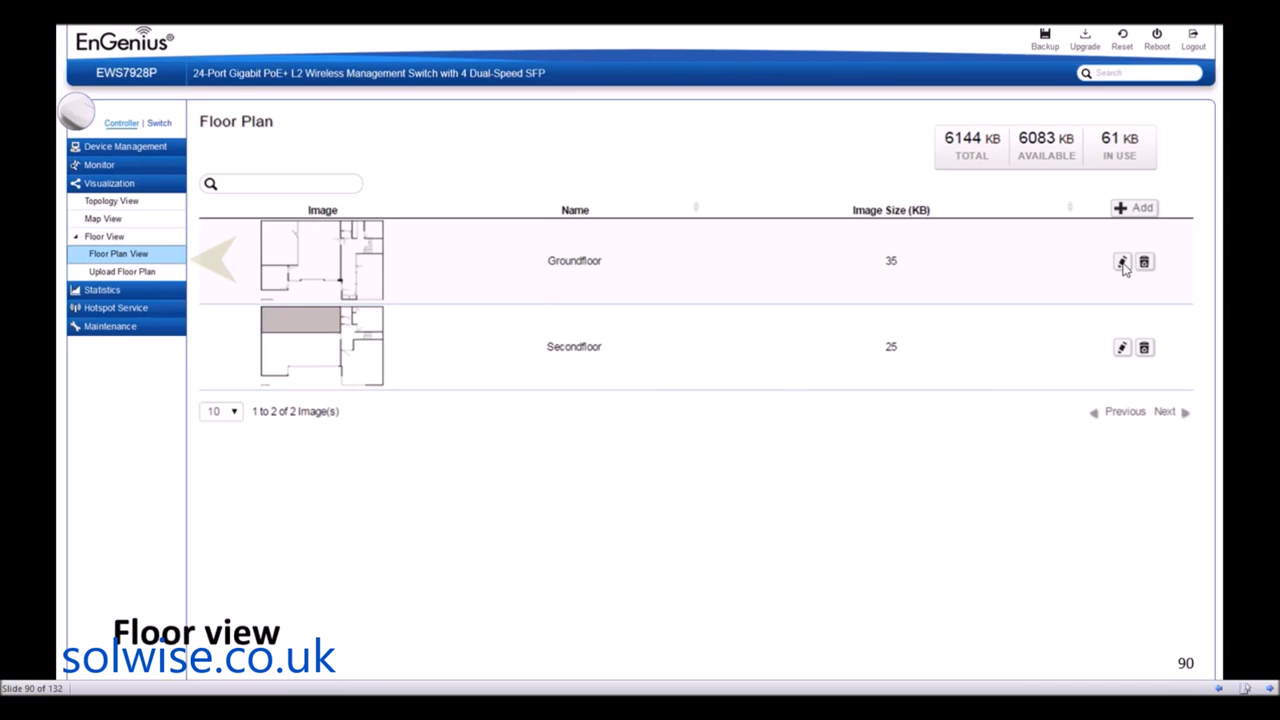 EnGenius®
Backup Upgrade Reset Reboot Logout
EWS7928P 24-Port Gigabit PoE+ L2 Wireless Management Switch with 4 Dual-Speed SFP Search
Controller | Switch
Device Management
Monitor
Visualization
Topology View
Map View
Floor View
Floor Plan View
Upload Floor Plan
Statistics
Hotspot Service
Maintenance
Floor Plan
6144 KB 6083 KB 61 KB
TOTAL AVAILABLE IN USE
Image Name Image Size (KB) Add
Groundfloor 35
Secondfloor 25
10 1 to 2 of 2 Image(s) Previous Next
Floor view
solwise.co.uk
90
Slide 90 of 132